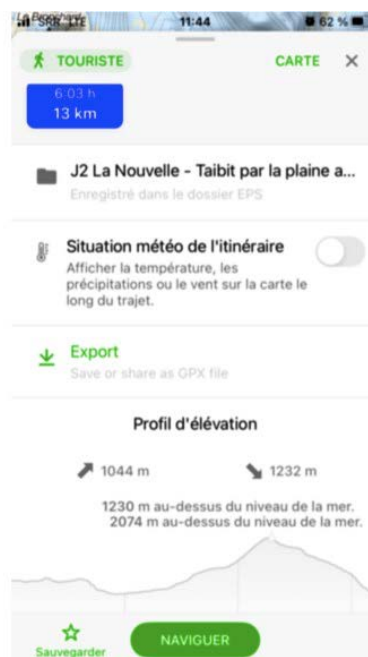 SRR LTE 11:44 62 %
TOURISTE CARTE
6:03 h
13 km
J2 La Nouvelle - Taibit par la plaine a...
Enregistré dans le dossier EPS
Situation météo de l'itinéraire
Afficher la température, les
précipitations ou le vent sur la carte le
long du trajet.
Export
Save or share as GPX file
Profil d'élévation
1044 m 1232 m
1230 m au-dessus du niveau de la mer.
2074 m au-dessus du niveau de la mer.
Sauvegarder NAVIGUER